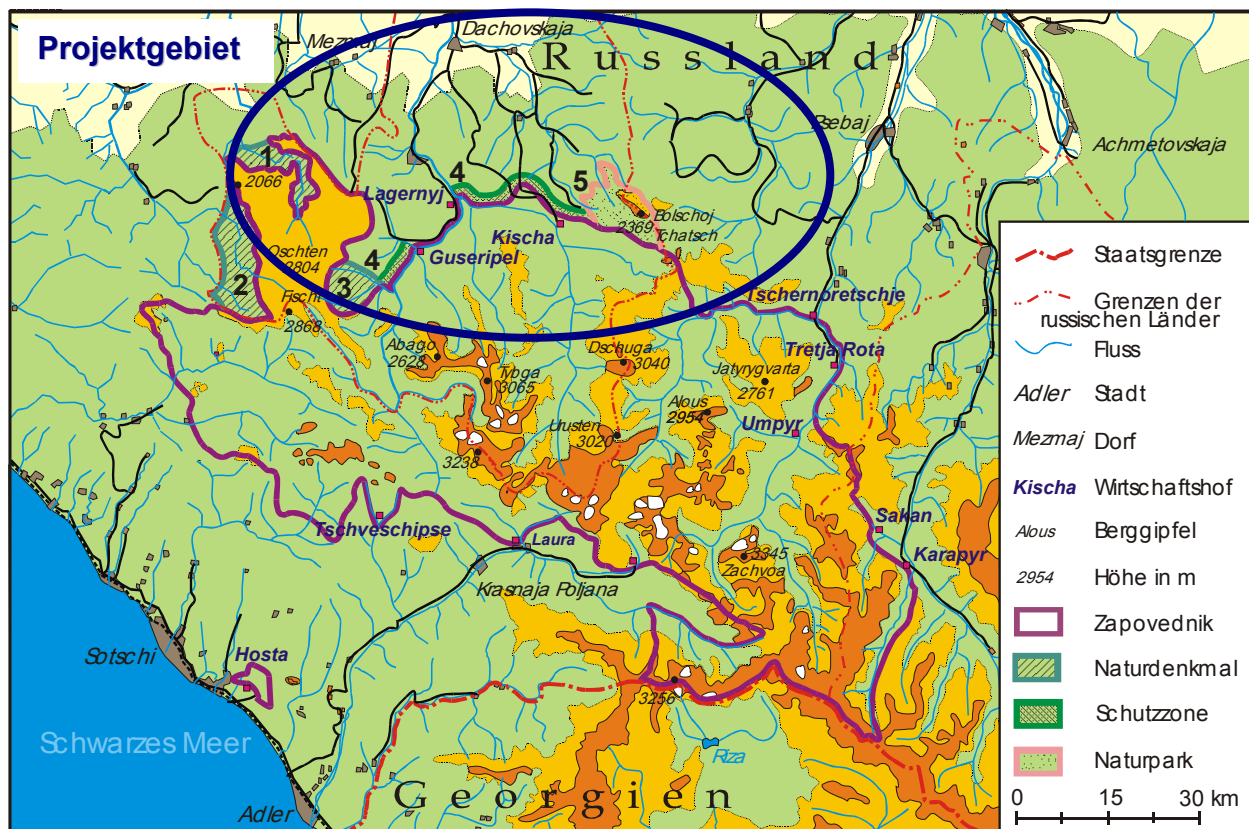 Projektgebiet
Mezmaj
Dachovskaja
Russland
Psebaj
Achmetovskaja
1
2066
4
5
Lagernyj
Bolschoj
2369
Tchatsch
Kischa
Guseripel
Oschten
2804
4
2
3
Fischt
2868
Tschernoretschje
Abago
2628
Tybga
3065
Dschuga
3040
Tretja Rota
Jatyrgvarta
2761
Alous
2954
Umpyr
Urusten
3020
3238
Tschveschipse
Laura
Sakan
3345
Zachvoa
Karapyr
Krasnaja Poljana
Sotschi
Hosta
3256
Schwarzes Meer
Riza
Georgien
Adler
Staatsgrenze
Grenzen der
russischen Länder
Fluss
Adler Stadt
Mezmaj Dorf
Kischa Wirtschaftshof
Alous Berggipfel
2954 Höhe in m
Zapovednik
Naturdenkmal
Schutzzone
Naturpark
0 15 30 km